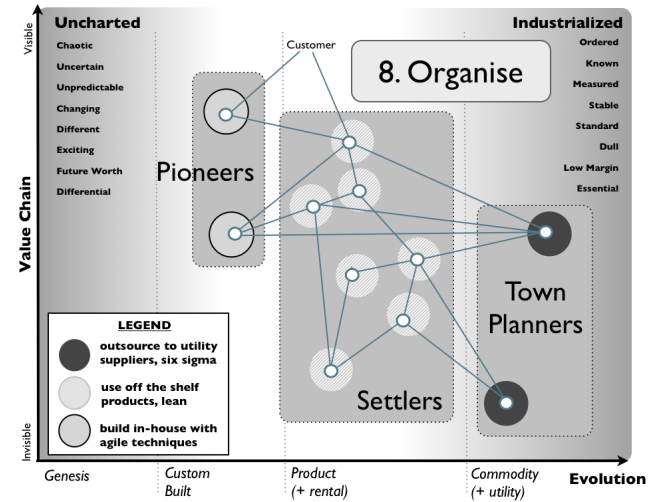 Uncharted
Chaotic
Uncertain
Unpredictable
Changing
Different
Exciting
Future Worth
Differential
Customer
8. Organise
Industrialized
Ordered
Known
Measured
Stable
Standard
Dull
Low Margin
Essential
Visible
Value Chain
Invisible
Pioneers
Settlers
Town
Planners
LEGEND
outsource to utility
suppliers, six sigma
use off the shelf
products, lean
build in-house with
agile techniques
Genesis
Custom
Built
Product
(+ rental)
Commodity
(+ utility)
Evolution